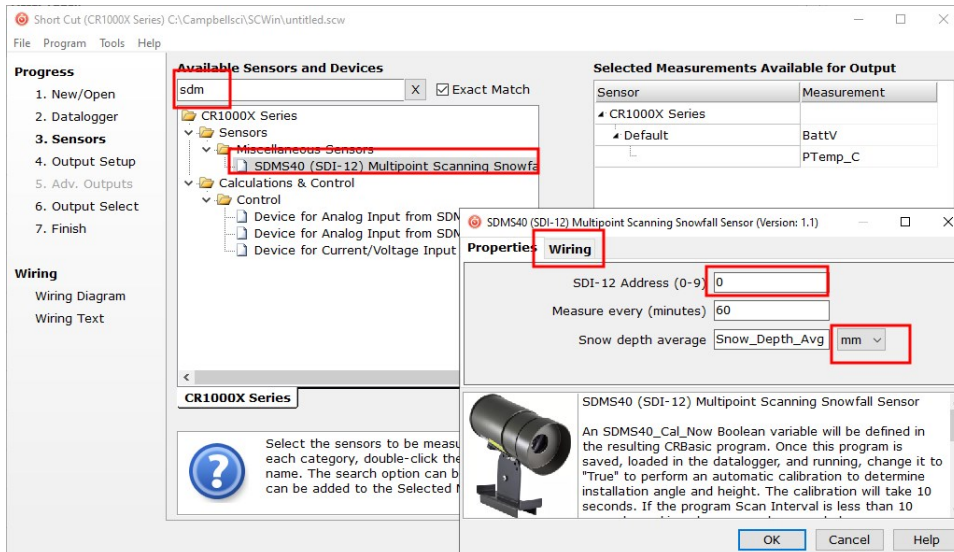 Short Cut (CR1000X Series) C:\Campbellsci\SCWin\untitled.scw
File Program Tools Help
Progress
1. New/Open
2. Datalogger
3. Sensors
4. Output Setup
5. Adv. Outputs
6. Output Select
7. Finish
Wiring
Wiring Diagram
Wiring Text
Available Sensors and Devices
sdm X Exact Match
CR1000X Series
Sensors
Miscellaneous Sensors
SDMS40 (SDI-12) Multipoint Scanning Snowfa
Calculations & Control
Control
Device for Analog Input from SDM
Device for Analog Input from SDM
Device for Current/Voltage Input
CR1000X Series
Select the sensors to be measu
each category, double-click the
name. The search option can b
can be added to the Selected
Selected Measurements Available for Output
Sensor Measurement
CR1000X Series
Default BattV
PTemp_C
SDMS40 (SDI-12) Multipoint Scanning Snowfall Sensor (Version: 1.1)
Properties Wiring
SDI-12 Address (0-9) 0
Measure every (minutes) 60
Snow depth average Snow_Depth_Avg mm
SDMS40 (SDI-12) Multipoint Scanning Snowfall Sensor
An SDMS40_Cal_Now Boolean variable will be defined in
the resulting CRBasic program. Once this program is
saved, loaded in the datalogger, and running, change it to
"True" to perform an automatic calibration to determine
installation angle and height. The calibration will take 10
seconds. If the program Scan Interval is less than 10
OK Cancel Help